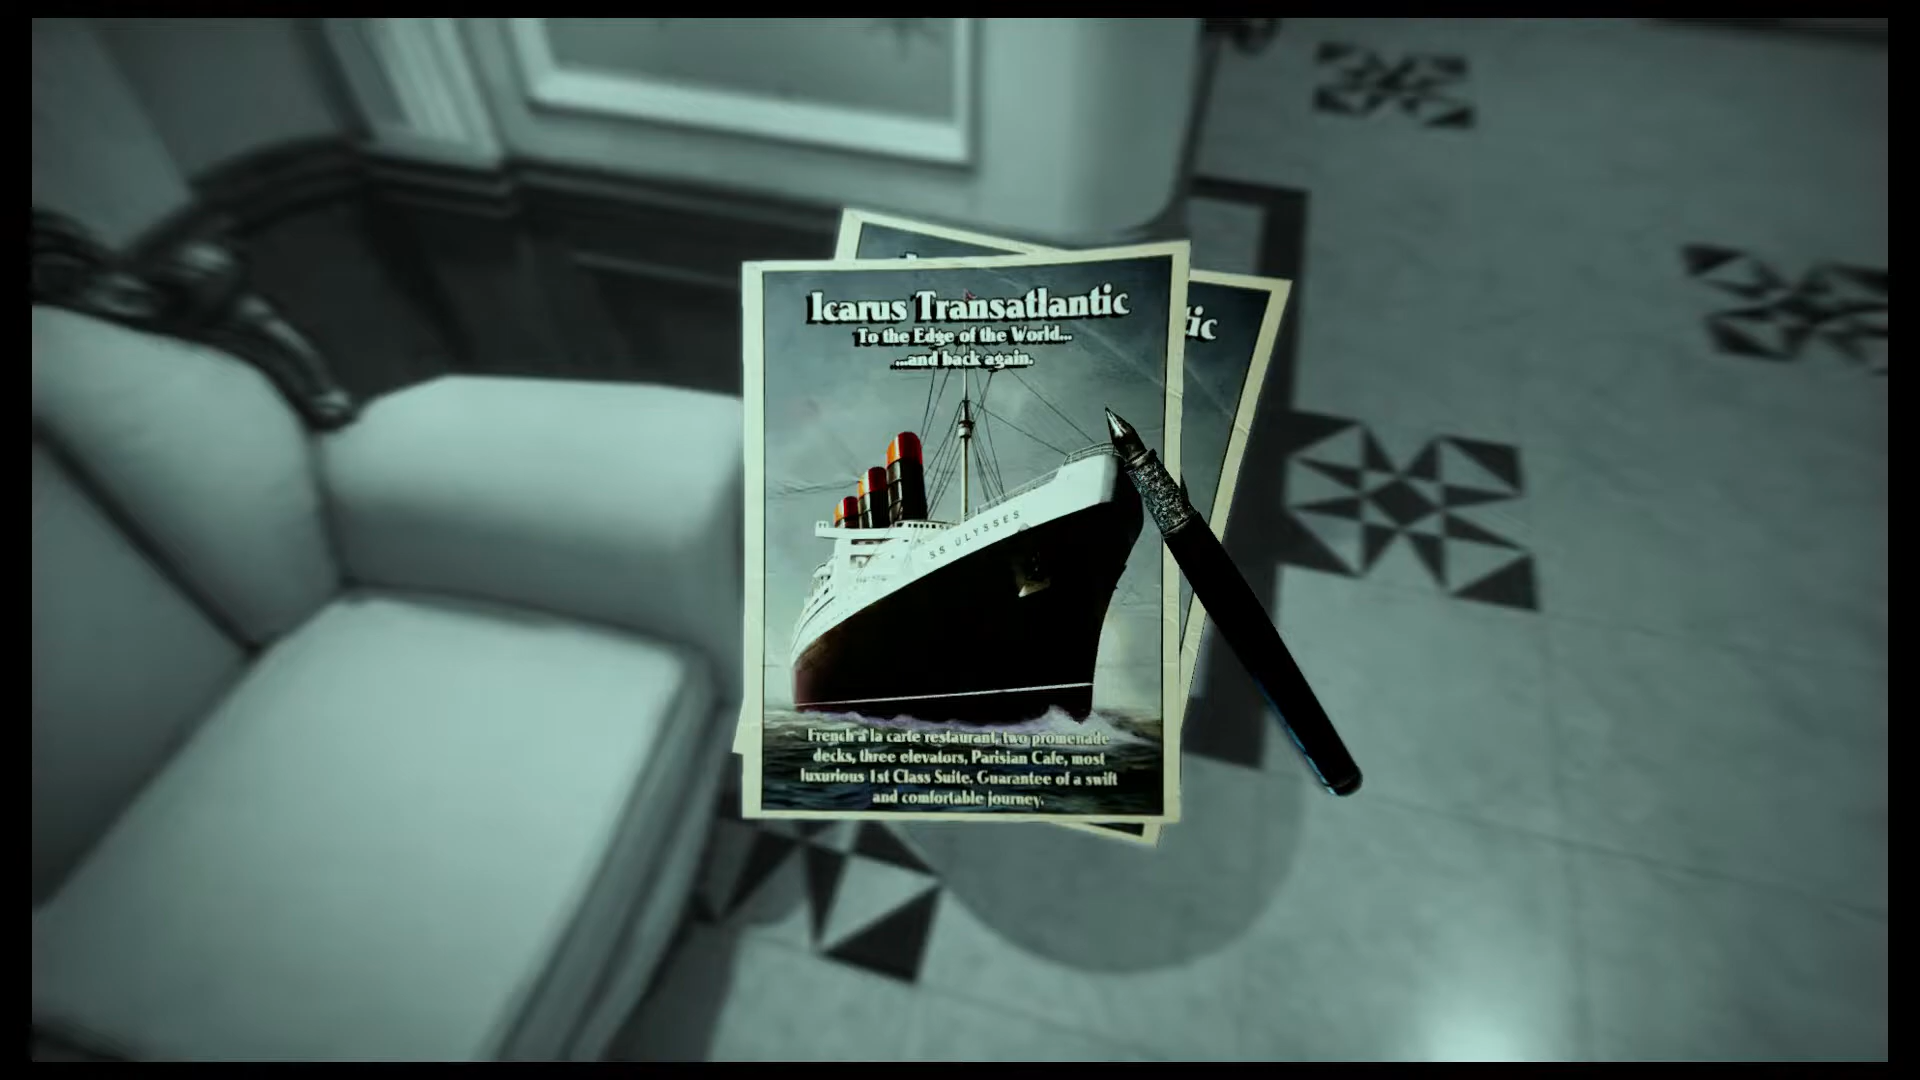 Icarus Transatlantic
To the Edge of the World...
...and back again.
tic
SS ULYSSES
French a la carte restaurant, two promenade
decks, three elevators, Parisian Cafe, most
luxurious 1st Class Suite. Guarantee of a swift
and comfortable journey.